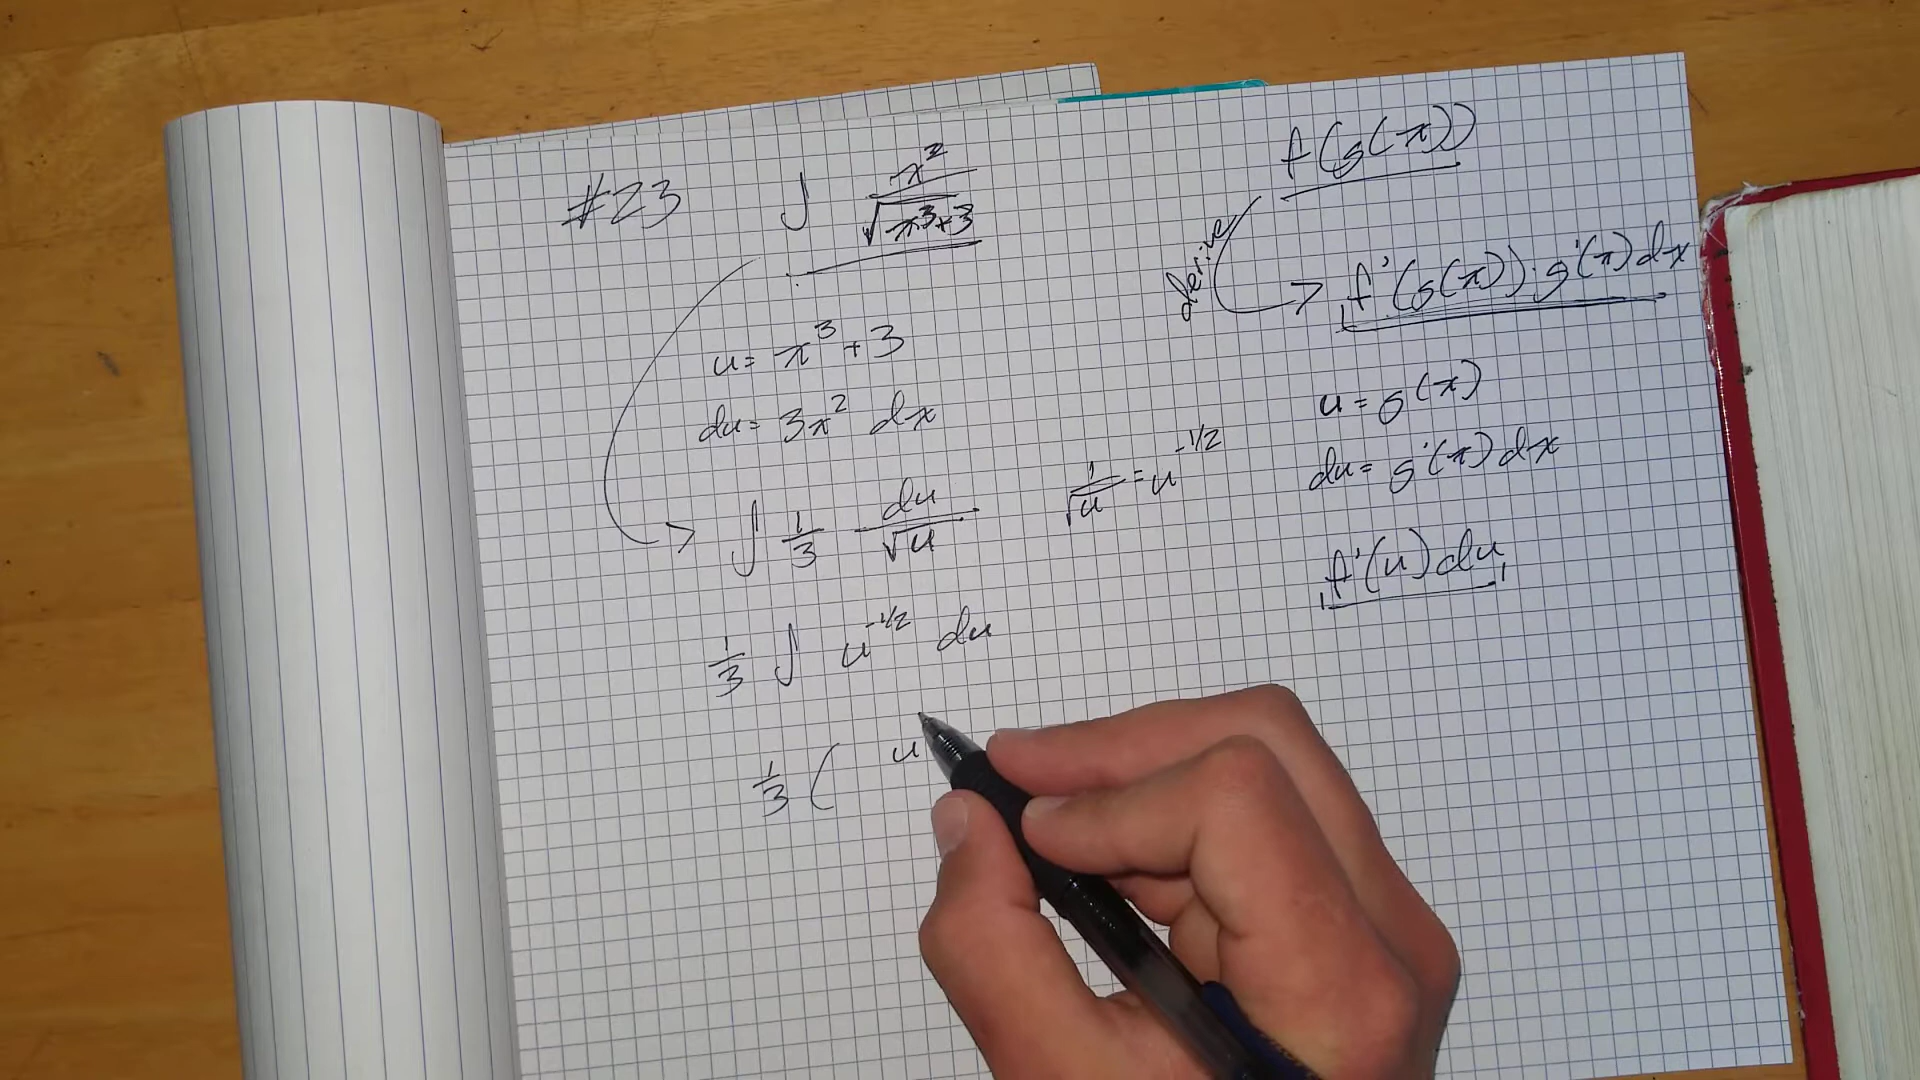 #23 ∫ x²/√(x³+3)
u = x³+3
du = 3x² dx
∫ 1/3 du/√u
1/√u = u^-1/2
1/3 ∫ u^-1/2 du
1/3 ( u
f(g(x))
derive
f'(g(x))·g'(x)dx
u = g(x)
du = g'(x)dx
f'(u)du